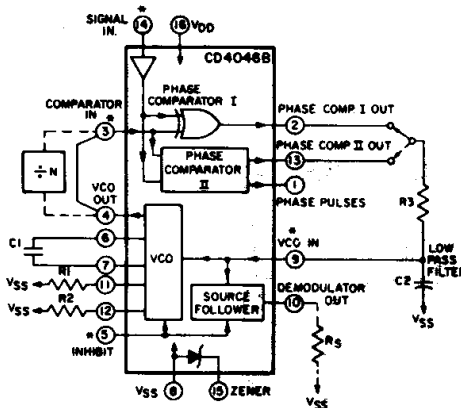 *
SIGNAL
IN.
14
16 VDD
CD4046B
PHASE
COMPARATOR I
COMPARATOR
IN
*
3
2
PHASE COMP I OUT
PHASE COMP II OUT
13
PHASE
COMPARATOR
II
1
PHASE PULSES
÷N
VCO
OUT
4
R3
6
C1
7
VCO
*
VCO IN
9
LOW
PASS
FILTER
C2
VSS
R1
VSS
11
R2
VSS
12
SOURCE
FOLLOWER
DEMODULATOR
OUT
10
*
5
INHIBIT
RS
VSS
VSS
8
15 ZENER